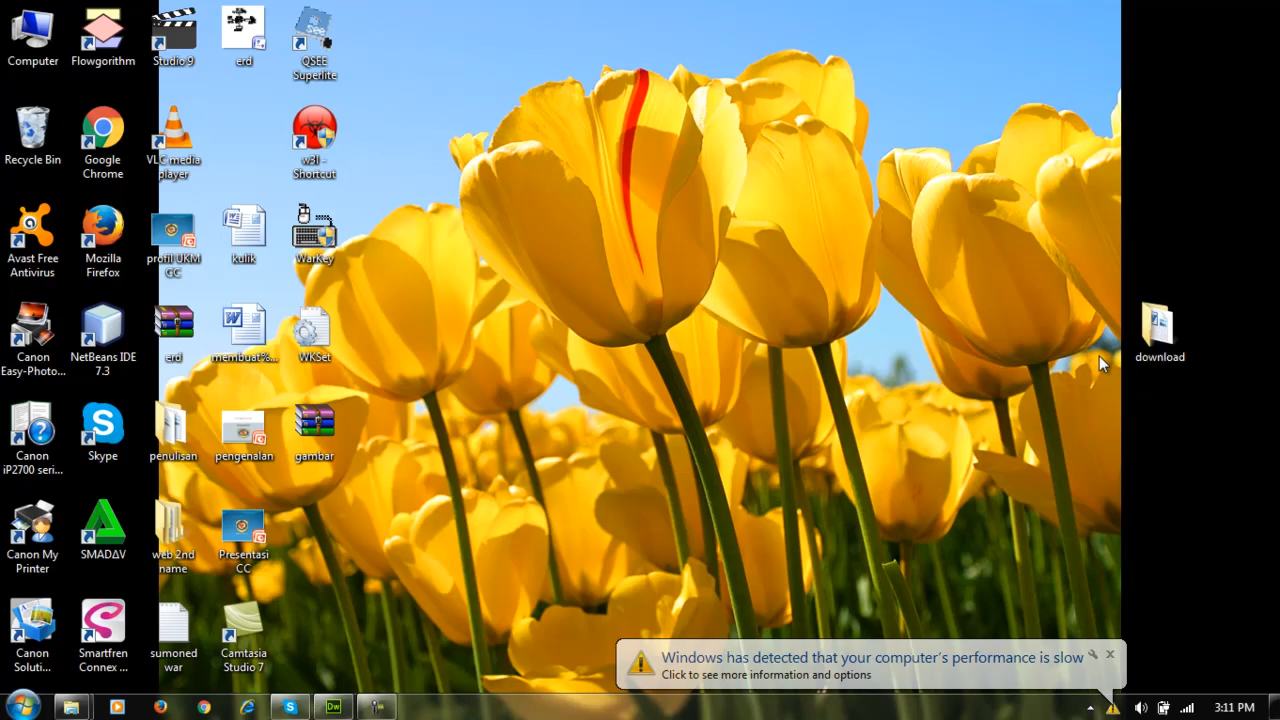 Computer
Flowgorithm
Studio 9
erd
QSEE
Superlite
Recycle Bin
Google
Chrome
VLC media
player
w3l -
Shortcut
Avast Free
Antivirus
Mozilla
Firefox
profil UKM
CC
kulik
WarKey
Canon
Easy-Photo...
NetBeans IDE
7.3
erd
membuat%...
WKSet
download
Canon
iP2700 seri...
Skype
penulisan
pengenalan
gambar
Canon My
Printer
SMADΔV
web 2nd
name
Presentasi
CC
Canon
Soluti...
Smartfren
Connex ...
sumoned
war
Camtasia
Studio 7
Windows has detected that your computer's performance is slow
Click to see more information and options
Dw
3:11 PM